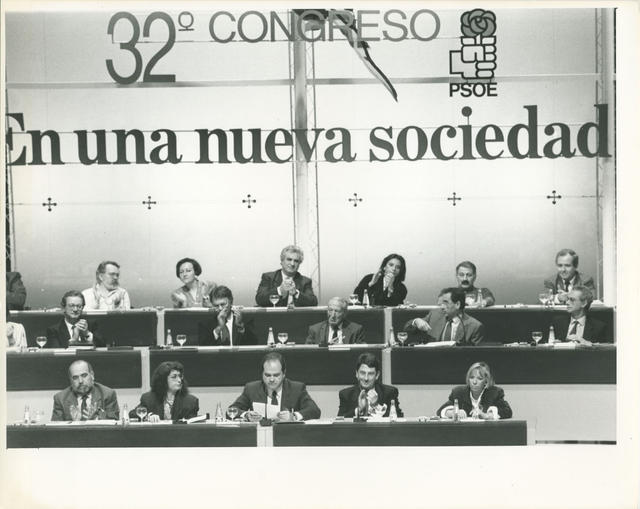 32º CONGRESO
PSOE
En una nueva sociedad